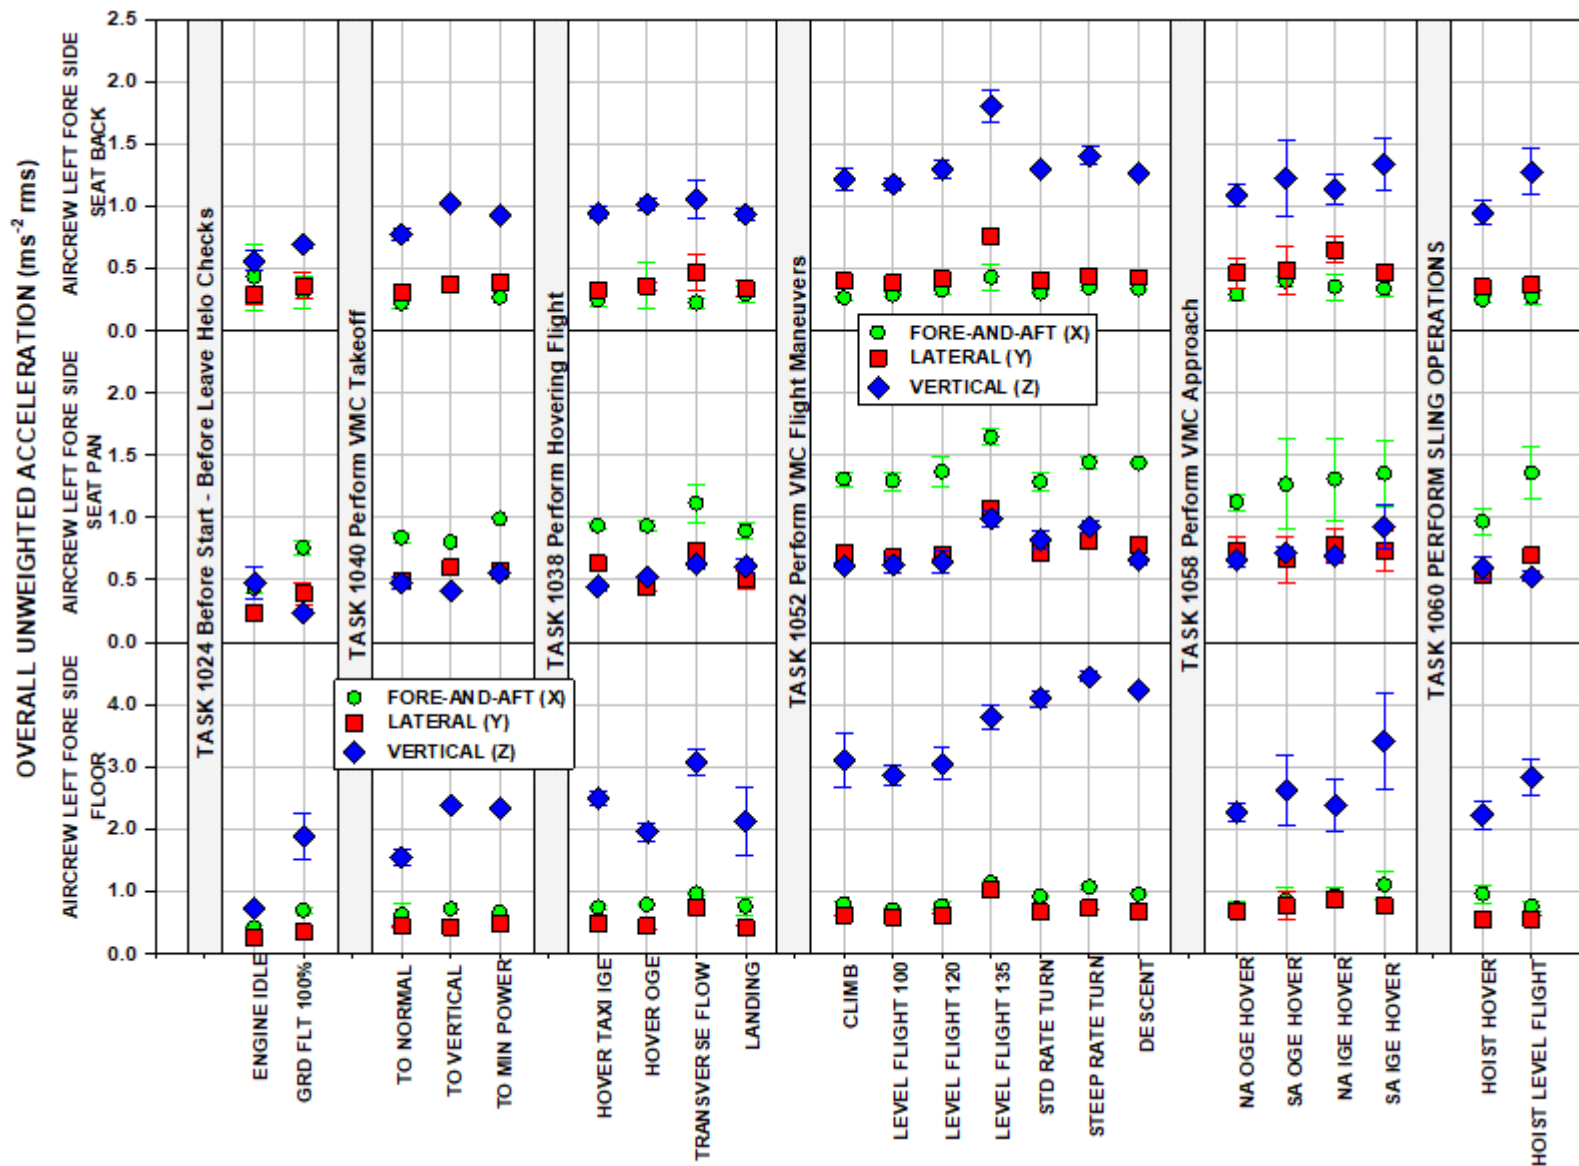 OVERALL UNWEIGHTED ACCELERATION (ms-2 rms)
AIRCREW LEFT FORE SIDE
SEAT BACK
AIRCREW LEFT FORE SIDE
SEAT PAN
AIRCREW LEFT FORE SIDE
FLOOR
2.5
2.0
1.5
1.0
0.5
0.0
2.0
1.5
1.0
0.5
0.0
4.0
3.0
2.0
1.0
0.0
TASK 1024 Before Start - Before Leave Helo Checks
TASK 1040 Perform VMC Takeoff
TASK 1038 Perform Hovering Flight
TASK 1052 Perform VMC Flight Maneuvers
TASK 1058 Perform VMC Approach
TASK 1060 PERFORM SLING OPERATIONS
FORE-AND-AFT (X)
LATERAL (Y)
VERTICAL (Z)
FORE-AND-AFT (X)
LATERAL (Y)
VERTICAL (Z)
ENGINE IDLE
GRD FLT 100%
TO NORMAL
TO VERTICAL
TO MIN POWER
HOVER TAXI IGE
HOVER OGE
TRANSVERSE FLOW
LANDING
CLIMB
LEVEL FLIGHT 100
LEVEL FLIGHT 120
LEVEL FLIGHT 135
STD RATE TURN
STEEP RATE TURN
DESCENT
NA OGE HOVER
SA OGE HOVER
NA IGE HOVER
SA IGE HOVER
HOIST HOVER
HOIST LEVEL FLIGHT